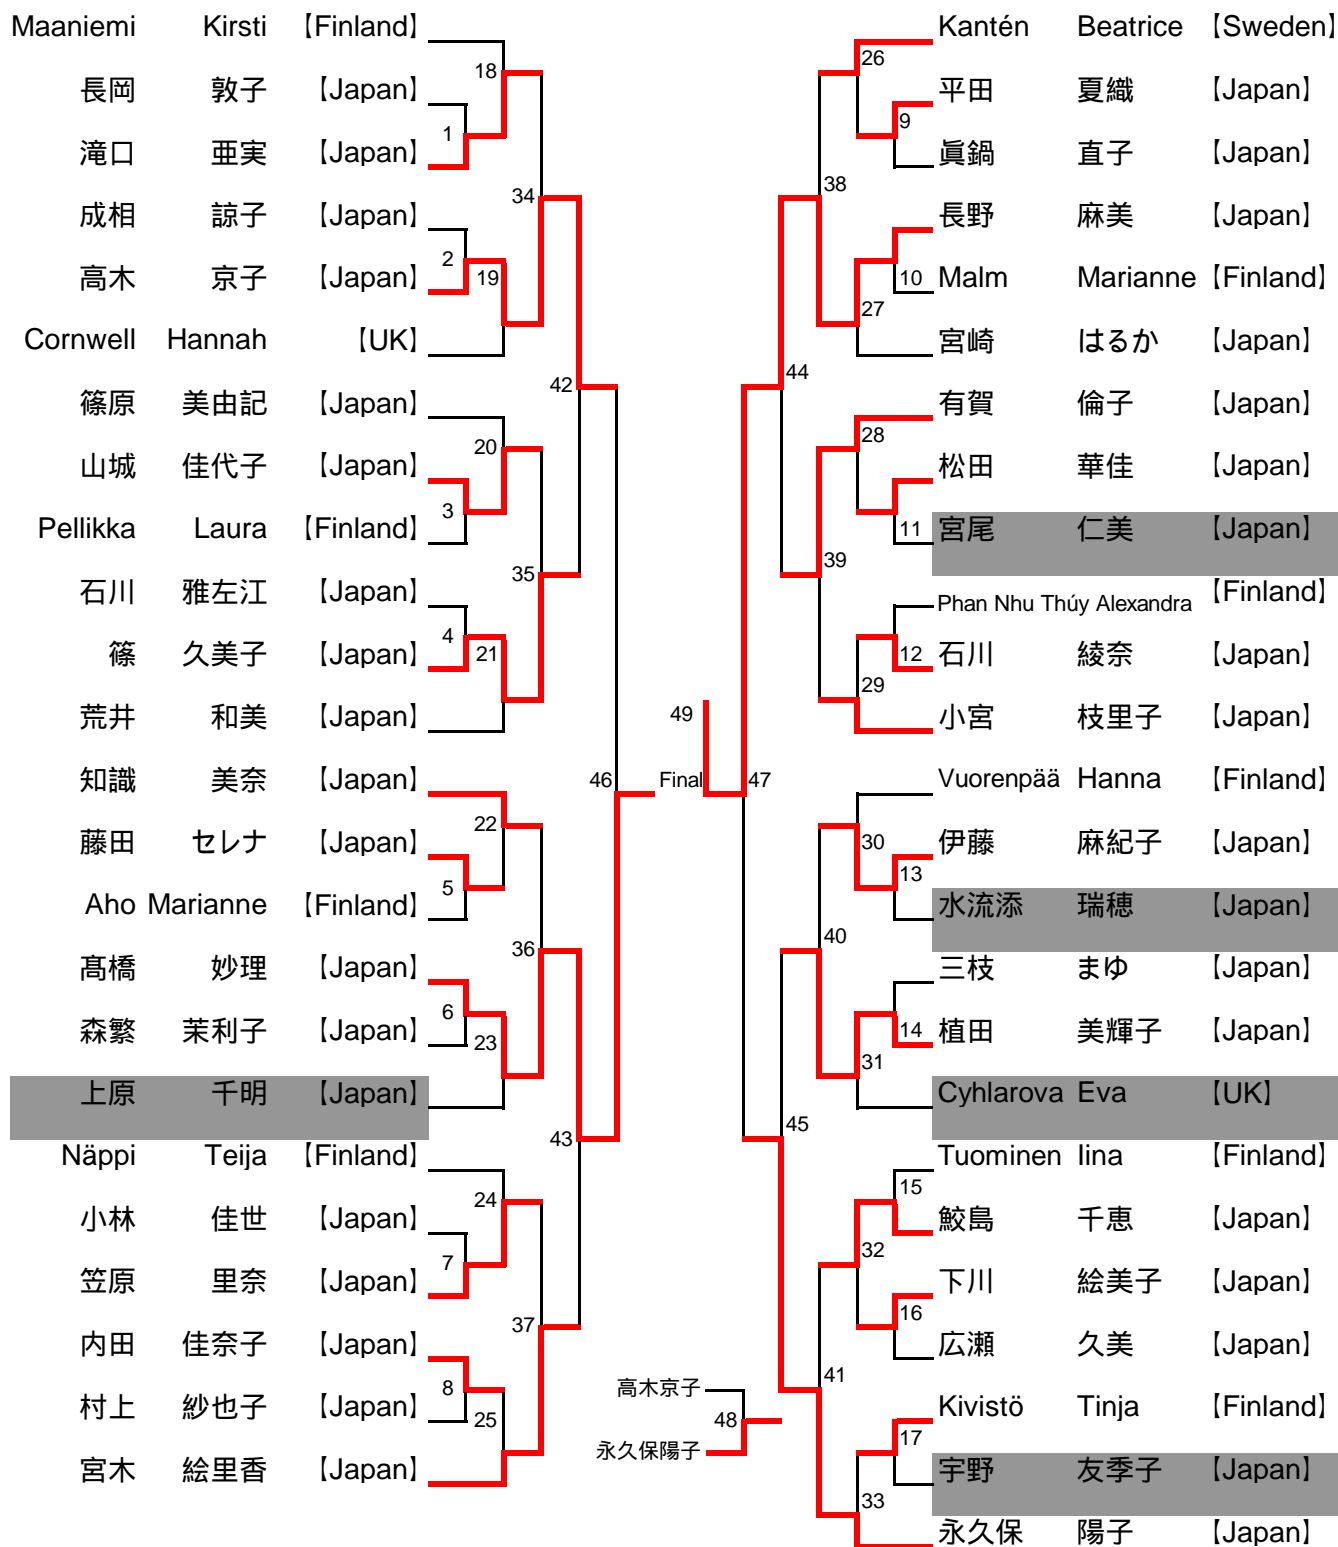 Maaniemi Kirsti 【Finland】
長岡 敦子 【Japan】
滝口 亜実 【Japan】
成相 諒子 【Japan】
高木 京子 【Japan】
Cornwell Hannah 【UK】
篠原 美由記 【Japan】
山城 佳代子 【Japan】
Pellikka Laura 【Finland】
石川 雅左江 【Japan】
篠 久美子 【Japan】
荒井 和美 【Japan】
知識 美奈 【Japan】
藤田 セレナ 【Japan】
Aho Marianne 【Finland】
髙橋 妙理 【Japan】
森繁 茉利子 【Japan】
上原 千明 【Japan】
Näppi Teija 【Finland】
小林 佳世 【Japan】
笠原 里奈 【Japan】
内田 佳奈子 【Japan】
村上 紗也子 【Japan】
宮木 絵里香 【Japan】
1
2
3
4
5
6
7
8
18
19
20
21
22
23
24
25
34
35
36
37
42
43
46
49
Final
47
高木京子
48
永久保陽子
44
45
38
39
40
41
26
27
28
29
30
31
32
33
9
10
11
12
13
14
15
16
17
Kantén Beatrice 【Sweden】
平田 夏織 【Japan】
眞鍋 直子 【Japan】
長野 麻美 【Japan】
Malm Marianne 【Finland】
宮崎 はるか 【Japan】
有賀 倫子 【Japan】
松田 華佳 【Japan】
宮尾 仁美 【Japan】
Phan Nhu Thúy Alexandra 【Finland】
石川 綾奈 【Japan】
小宮 枝里子 【Japan】
Vuorenpää Hanna 【Finland】
伊藤 麻紀子 【Japan】
水流添 瑞穂 【Japan】
三枝 まゆ 【Japan】
植田 美輝子 【Japan】
Cyhlarova Eva 【UK】
Tuominen Iina 【Finland】
鮫島 千恵 【Japan】
下川 絵美子 【Japan】
広瀬 久美 【Japan】
Kivistö Tinja 【Finland】
宇野 友季子 【Japan】
永久保 陽子 【Japan】